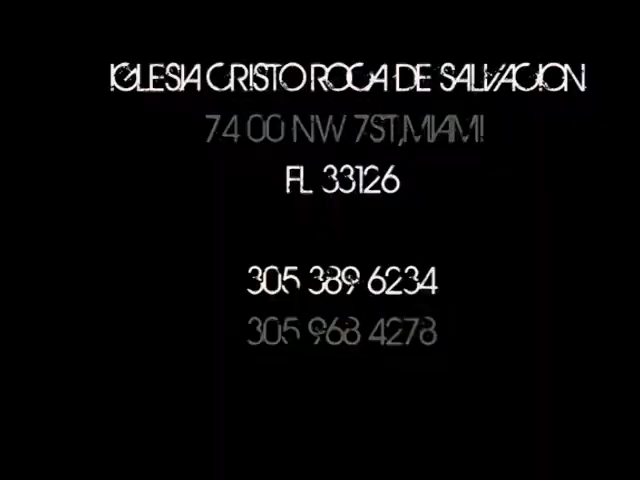 IGLESIA CRISTO ROCA DE SALVACION
74 00 NW 7ST,MIAMI
FL 33126
305 389 6234
305 968 4278